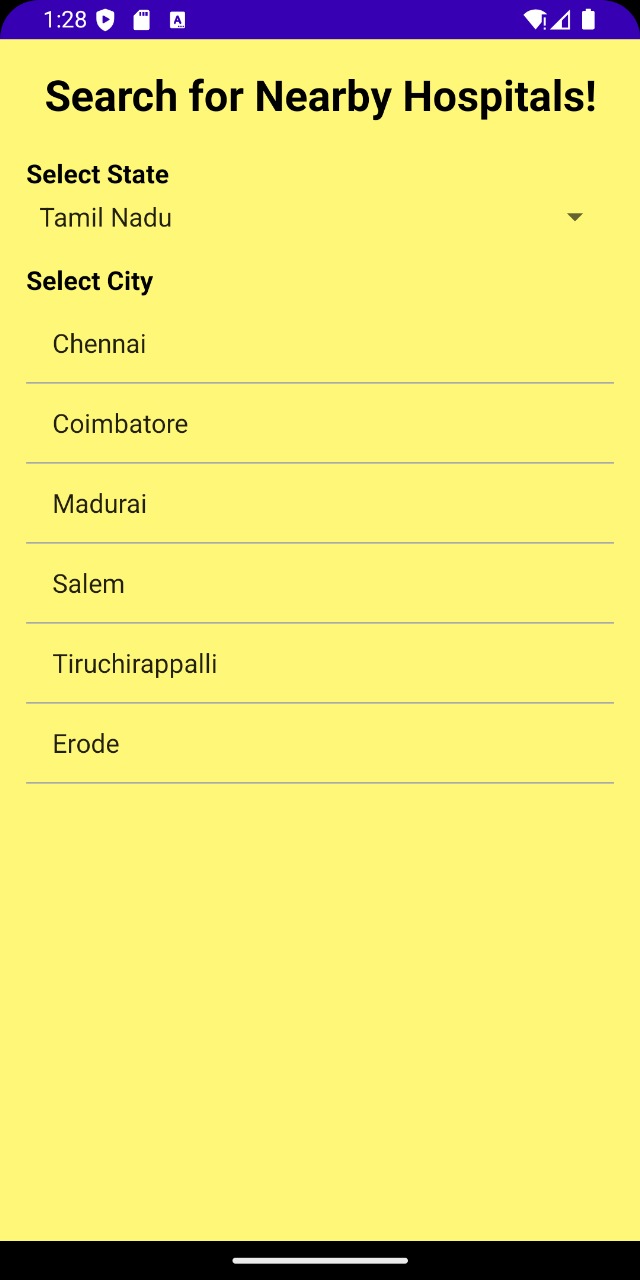 1:28
Search for Nearby Hospitals!
Select State
Tamil Nadu
Select City
Chennai
Coimbatore
Madurai
Salem
Tiruchirappalli
Erode